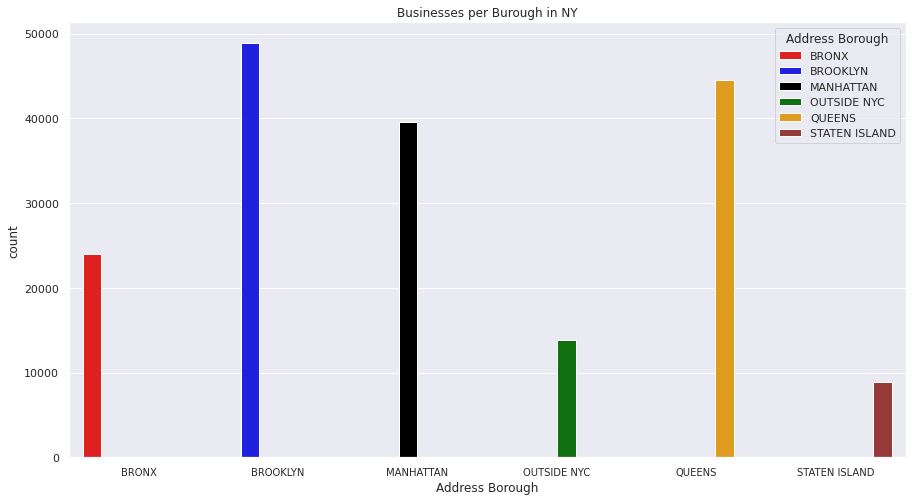 Businesses per Burough in NY
Address Borough
BRONX
BROOKLYN
MANHATTAN
OUTSIDE NYC
QUEENS
STATEN ISLAND
count
50000
40000
30000
20000
10000
0
BRONX BROOKLYN MANHATTAN OUTSIDE NYC QUEENS STATEN ISLAND
Address Borough